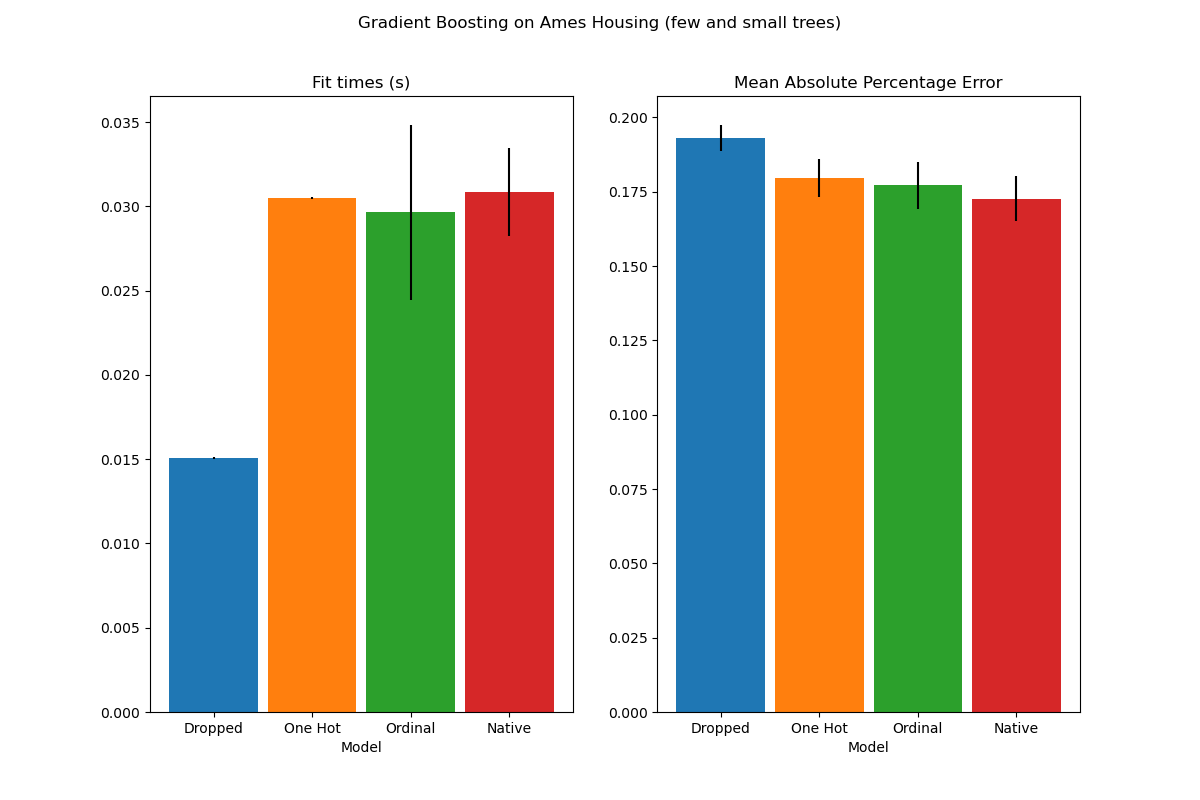 Gradient Boosting on Ames Housing (few and small trees)
Fit times (s)
0.035
0.030
0.025
0.020
0.015
0.010
0.005
0.000
Dropped One Hot Ordinal Native
Model
Mean Absolute Percentage Error
0.200
0.175
0.150
0.125
0.100
0.075
0.050
0.025
0.000
Dropped One Hot Ordinal Native
Model